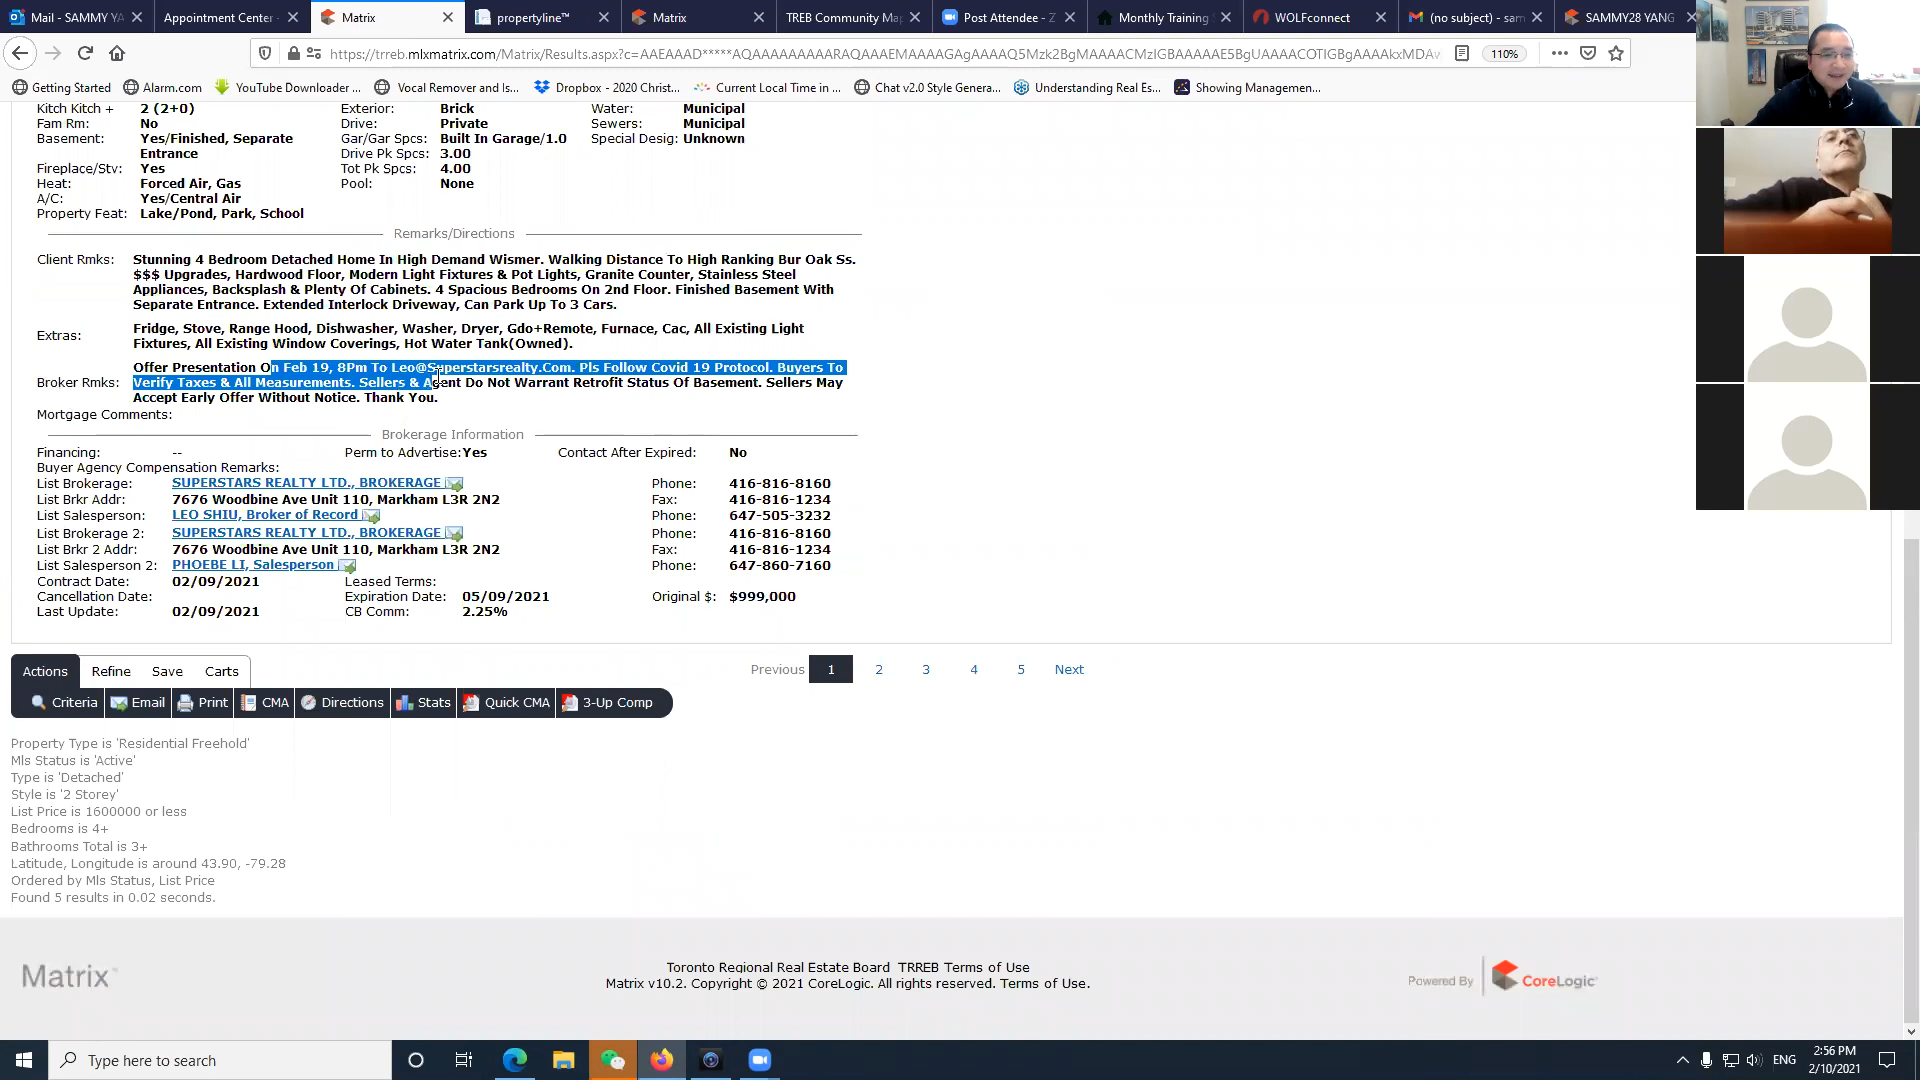 Mail - SAMMY YA
Appointment Center -
Matrix
propertyline™
Matrix
TREB Community Ma
Post Attendee - Z
Monthly Training
WOLFconnect
(no subject) - sam
SAMMY28 YANG
https://trreb.mlxmatrix.com/Matrix/Results.aspx?c=AAEAAAD*****AQAAAAAAAAARAQAAAEMAAAAGAgAAAAQ5Mzk2BgMAAAACMzIGBAAAAAE5BgUAAAACOTIGBgAAAAkxMDAw
110%
Getting Started
Alarm.com
YouTube Downloader ...
Vocal Remover and Is...
Dropbox - 2020 Christ...
Current Local Time in ...
Chat v2.0 Style Genera...
Understanding Real Es...
Showing Managemen...
Kitch Kitch + 2 (2+0) Exterior: Brick Water: Municipal
Fam Rm: No Drive: Private Sewers: Municipal
Basement: Yes/Finished, Separate Gar/Gar Spcs: Built In Garage/1.0 Special Desig: Unknown
Entrance Drive Pk Spcs: 3.00
Fireplace/Stv: Yes Tot Pk Spcs: 4.00
Heat: Forced Air, Gas Pool: None
A/C: Yes/Central Air
Property Feat: Lake/Pond, Park, School
Remarks/Directions
Client Rmks: Stunning 4 Bedroom Detached Home In High Demand Wismer. Walking Distance To High Ranking Bur Oak Ss.
$$$ Upgrades, Hardwood Floor, Modern Light Fixtures & Pot Lights, Granite Counter, Stainless Steel
Appliances, Backsplash & Plenty Of Cabinets. 4 Spacious Bedrooms On 2nd Floor. Finished Basement With
Separate Entrance. Extended Interlock Driveway, Can Park Up To 3 Cars.
Extras: Fridge, Stove, Range Hood, Dishwasher, Washer, Dryer, Gdo+Remote, Furnace, Cac, All Existing Light
Fixtures, All Existing Window Coverings, Hot Water Tank(Owned).
Offer Presentation On Feb 19, 8Pm To Leo@Superstarsrealty.Com. Pls Follow Covid 19 Protocol. Buyers To
Broker Rmks: Verify Taxes & All Measurements. Sellers & Agent Do Not Warrant Retrofit Status Of Basement. Sellers May
Accept Early Offer Without Notice. Thank You.
Mortgage Comments:
Brokerage Information
Financing: -- Perm to Advertise: Yes Contact After Expired: No
Buyer Agency Compensation Remarks:
List Brokerage: SUPERSTARS REALTY LTD., BROKERAGE Phone: 416-816-8160
List Brkr Addr: 7676 Woodbine Ave Unit 110, Markham L3R 2N2 Fax: 416-816-1234
List Salesperson: LEO SHIU, Broker of Record Phone: 647-505-3232
List Brokerage 2: SUPERSTARS REALTY LTD., BROKERAGE Phone: 416-816-8160
List Brkr 2 Addr: 7676 Woodbine Ave Unit 110, Markham L3R 2N2 Fax: 416-816-1234
List Salesperson 2: PHOEBE LI, Salesperson Phone: 647-860-7160
Contract Date: 02/09/2021 Leased Terms:
Cancellation Date: Expiration Date: 05/09/2021 Original $: $999,000
Last Update: 02/09/2021 CB Comm: 2.25%
Actions Refine Save Carts
Previous 1 2 3 4 5 Next
Criteria Email Print CMA Directions Stats Quick CMA 3-Up Comp
Property Type is 'Residential Freehold'
Mls Status is 'Active'
Type is 'Detached'
Style is '2 Storey'
List Price is 1600000 or less
Bedrooms is 4+
Bathrooms Total is 3+
Latitude, Longitude is around 43.90, -79.28
Ordered by Mls Status, List Price
Found 5 results in 0.02 seconds.
Matrix™
Toronto Regional Real Estate Board TRREB Terms of Use
Matrix v10.2. Copyright © 2021 CoreLogic. All rights reserved. Terms of Use.
Powered By CoreLogic
Type here to search
ENG
2:56 PM
2/10/2021